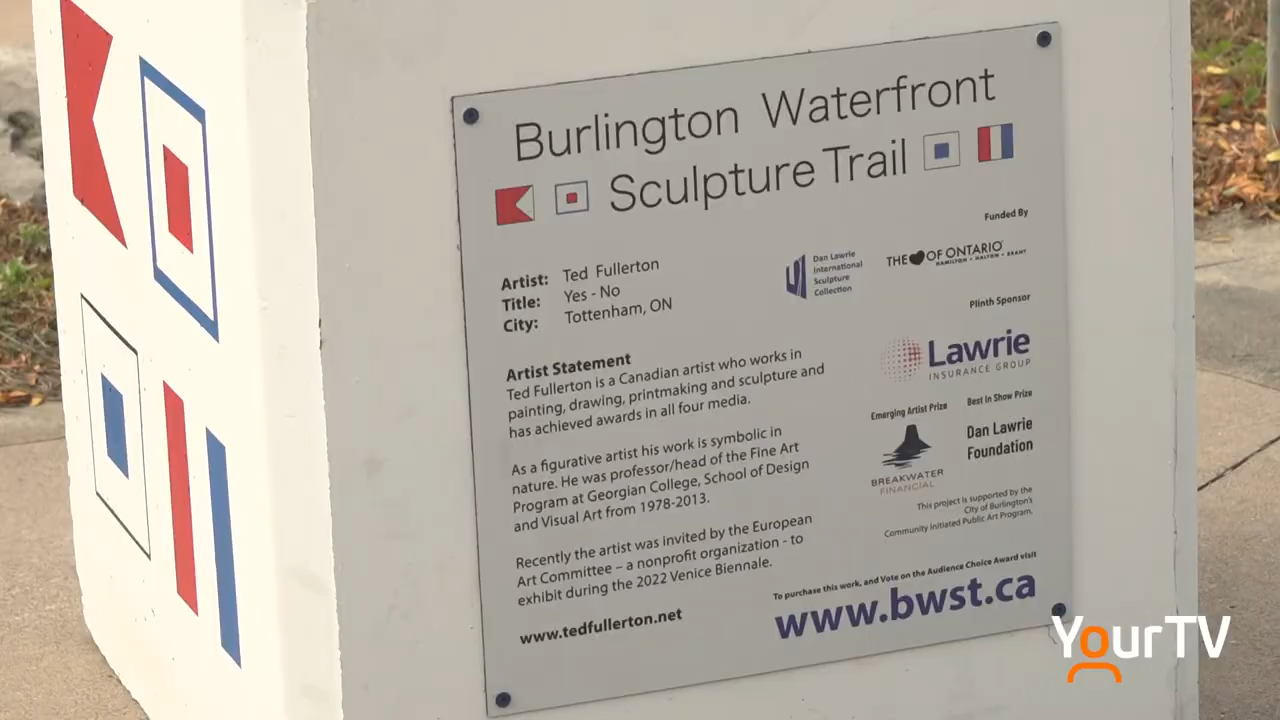 Burlington Waterfront
Sculpture Trail
Funded By
Artist: Ted Fullerton
Title: Yes - No
City: Tottenham, ON
Dan Lawrie
International
Sculpture
Collection
THE OF ONTARIO
HAMILTON • HALTON • BRANT
Plinth Sponsor
Lawrie
INSURANCE GROUP
Artist Statement
Ted Fullerton is a Canadian artist who works in
painting, drawing, printmaking and sculpture and
has achieved awards in all four media.
As a figurative artist his work is symbolic in
nature. He was professor/head of the Fine Art
Program at Georgian College, School of Design
and Visual Art from 1978-2013.
Recently the artist was invited by the European
Art Committee – a nonprofit organization - to
exhibit during the 2022 Venice Biennale.
www.tedfullerton.net
Emerging Artist Prize
BREAKWATER
FINANCIAL
Best in Show Prize
Dan Lawrie
Foundation
This project is supported by the
City of Burlington's
Community Initiated Public Art Program.
To purchase this work, and Vote on the Audience Choice Award visit
www.bwst.ca
YourTV